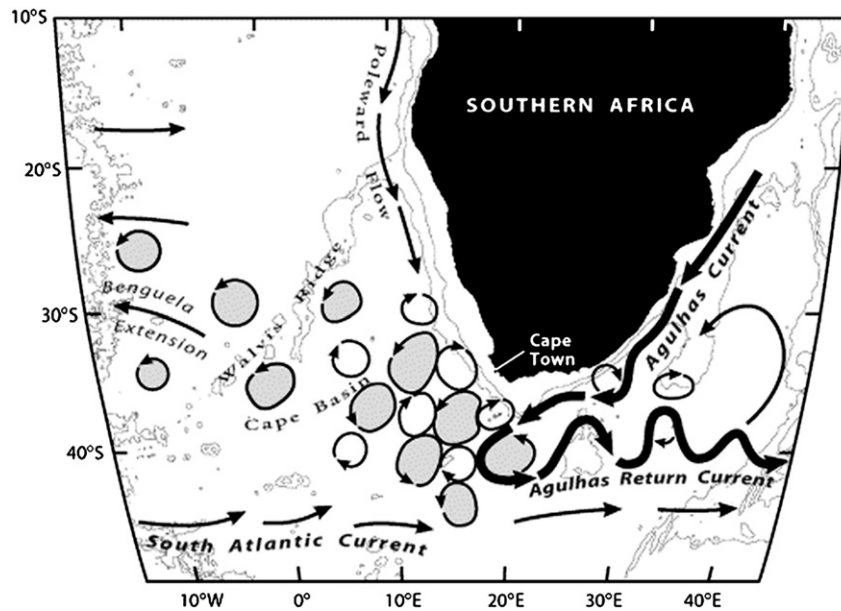 10°S
20°S
30°S
40°S
10°W
0°
10°E
20°E
30°E
40°E
SOUTHERN AFRICA
Poleward
Flow
Agulhas Current
Benguela
Extension
Walvis Ridge
Cape
Town
Cape Basin
Agulhas Return Current
South Atlantic Current